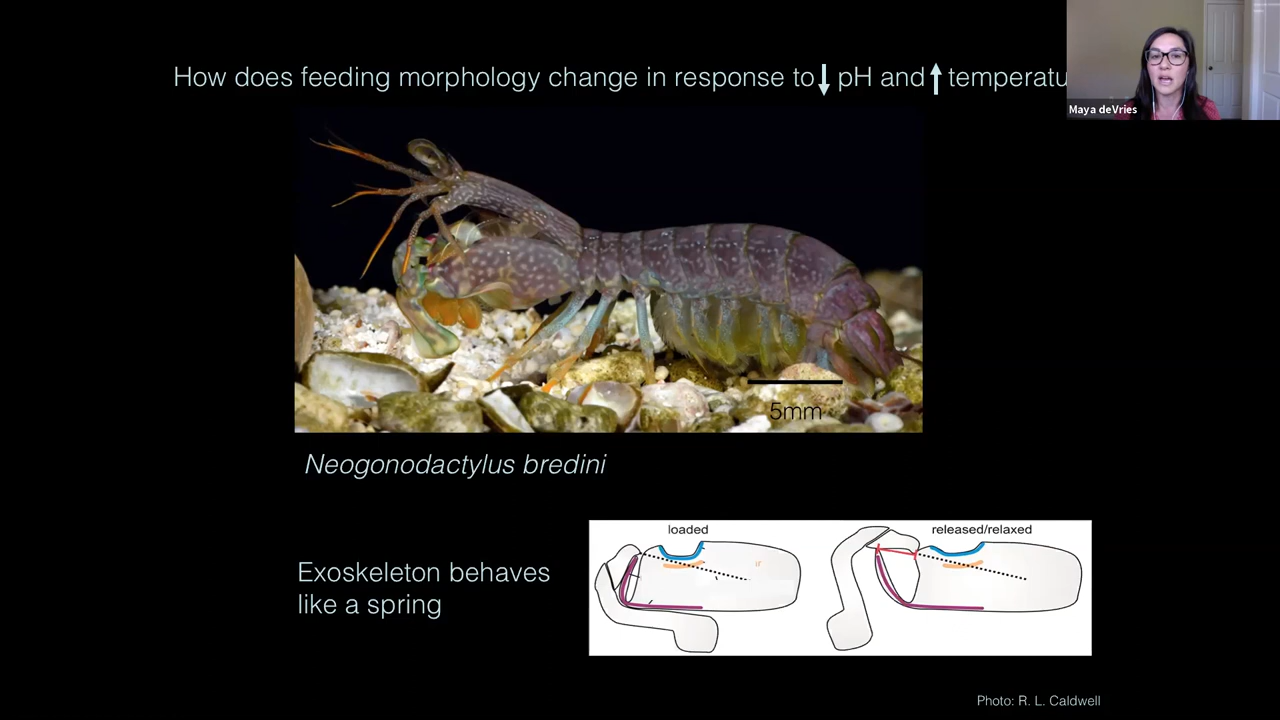 How does feeding morphology change in response to↓ pH and↑ temperatu
Maya deVries
5mm
Neogonodactylus bredini
loaded
released/relaxed
Exoskeleton behaves
like a spring
Photo: R. L. Caldwell